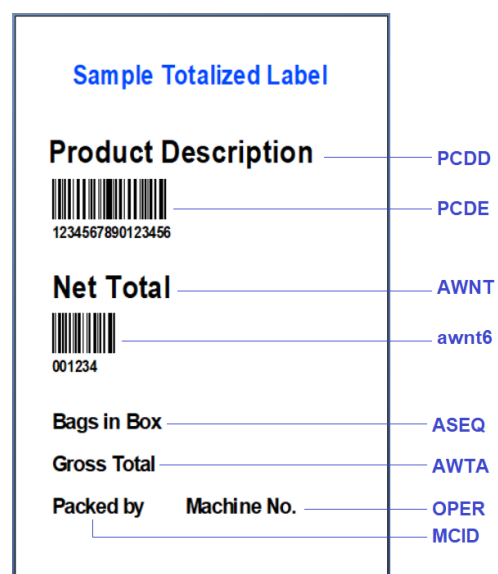 Sample Totalized Label
Product Description PCDD
PCDE
1234567890123456
Net Total AWNT
awnt6
001234
Bags in Box ASEQ
Gross Total AWTA
Packed by Machine No. OPER
MCID